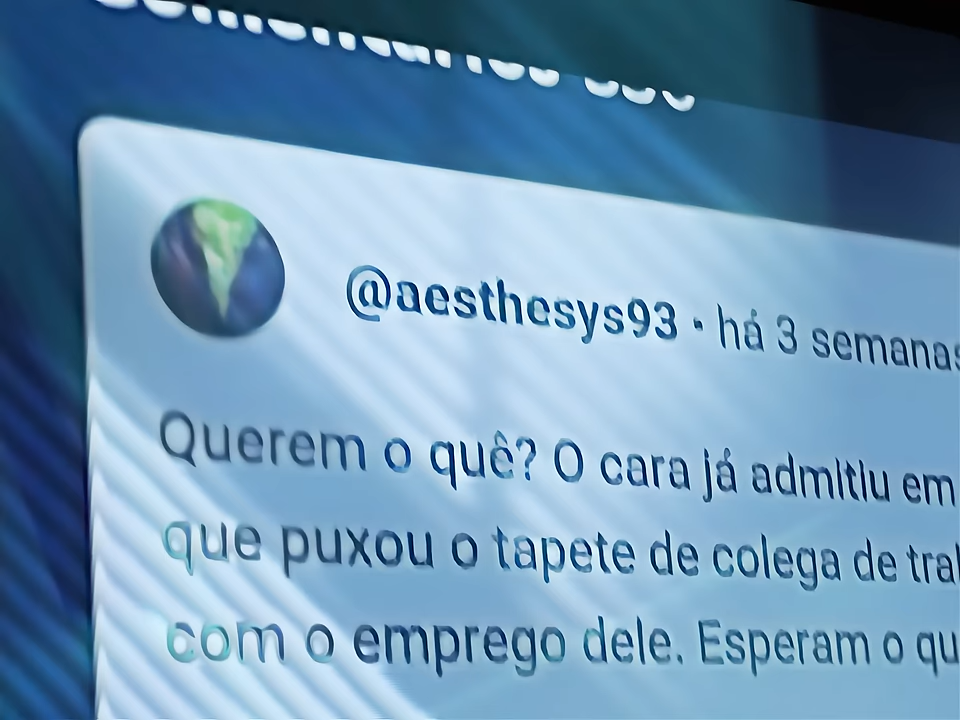 @aesthesys93 · há 3 semanas
Querem o quê? O cara já admitiu em
que puxou o tapete de colega de
com o emprego dele. Esperam o